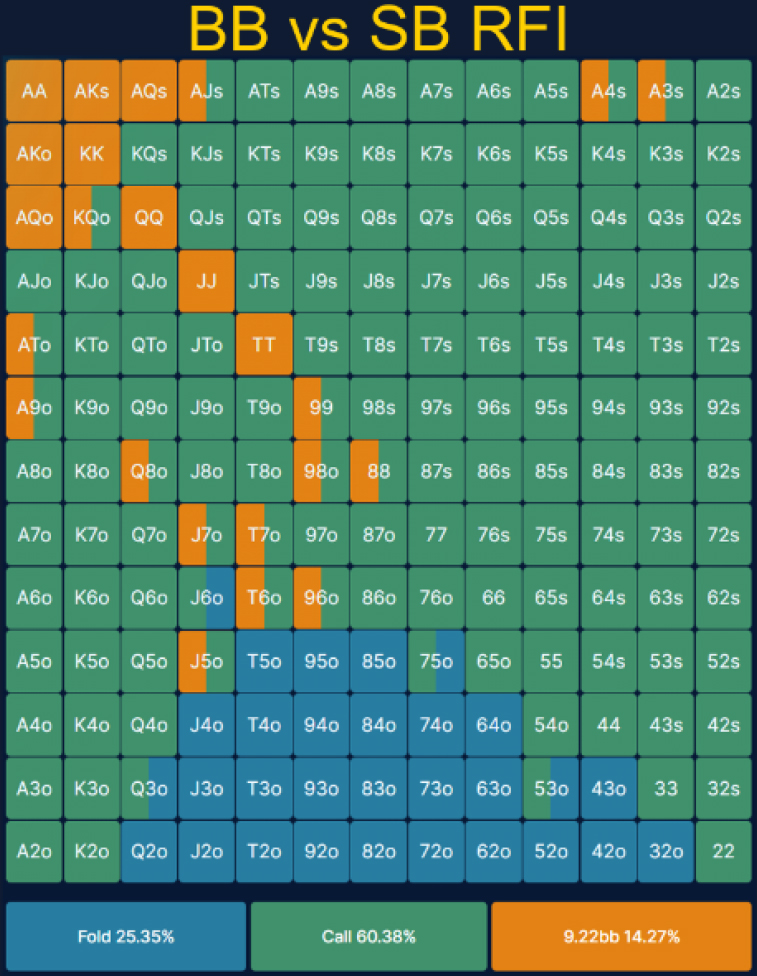 BB vs SB RFI
AA AKs AQs AJs ATs A9s A8s A7s A6s A5s A4s A3s A2s
AKo KK KQs KJs KTs K9s K8s K7s K6s K5s K4s K3s K2s
AQo KQo QQ QJs QTs Q9s Q8s Q7s Q6s Q5s Q4s Q3s Q2s
AJo KJo QJo JJ JTs J9s J8s J7s J6s J5s J4s J3s J2s
ATo KTo QTo JTo TT T9s T8s T7s T6s T5s T4s T3s T2s
A9o K9o Q9o J9o T9o 99 98s 97s 96s 95s 94s 93s 92s
A8o K8o Q8o J8o T8o 98o 88 87s 86s 85s 84s 83s 82s
A7o K7o Q7o J7o T7o 97o 87o 77 76s 75s 74s 73s 72s
A6o K6o Q6o J6o T6o 96o 86o 76o 66 65s 64s 63s 62s
A5o K5o Q5o J5o T5o 95o 85o 75o 65o 55 54s 53s 52s
A4o K4o Q4o J4o T4o 94o 84o 74o 64o 54o 44 43s 42s
A3o K3o Q3o J3o T3o 93o 83o 73o 63o 53o 43o 33 32s
A2o K2o Q2o J2o T2o 92o 82o 72o 62o 52o 42o 32o 22
Fold 25.35% Call 60.38% 9.22bb 14.27%